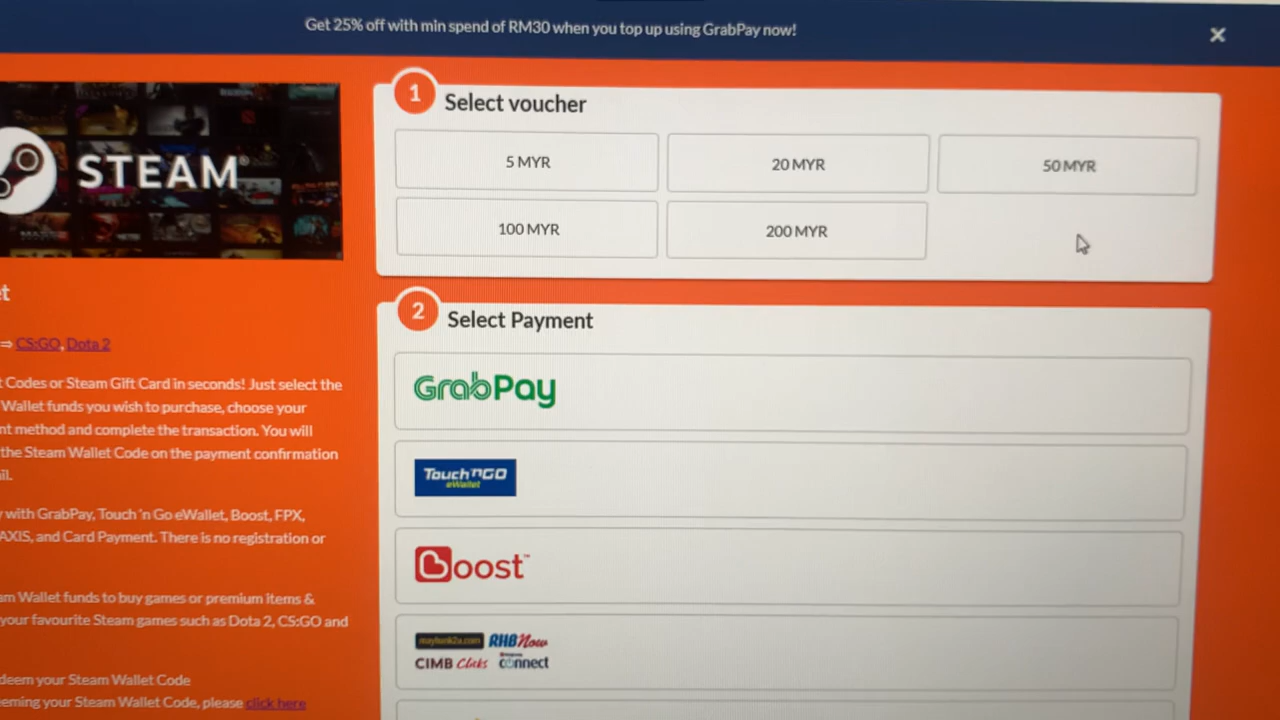 Get 25% off with min spend of RM30 when you top up using GrabPay now!
STEAM®
et
⇒ CS:GO, Dota 2
t Codes or Steam Gift Card in seconds! Just select the
Wallet funds you wish to purchase, choose your
nt method and complete the transaction. You will
the Steam Wallet Code on the payment confirmation
il.
y with GrabPay, Touch 'n Go eWallet, Boost, FPX,
AXIS, and Card Payment. There is no registration or
am Wallet funds to buy games or premium items &
your favourite Steam games such as Dota 2, CS:GO and
deem your Steam Wallet Code
eming your Steam Wallet Code, please click here
1 Select voucher
5 MYR 20 MYR 50 MYR
100 MYR 200 MYR
2 Select Payment
GrabPay
Touch 'n GO
eWallet
Boost™
maybank2u.com RHB Now
CIMB Clicks connect